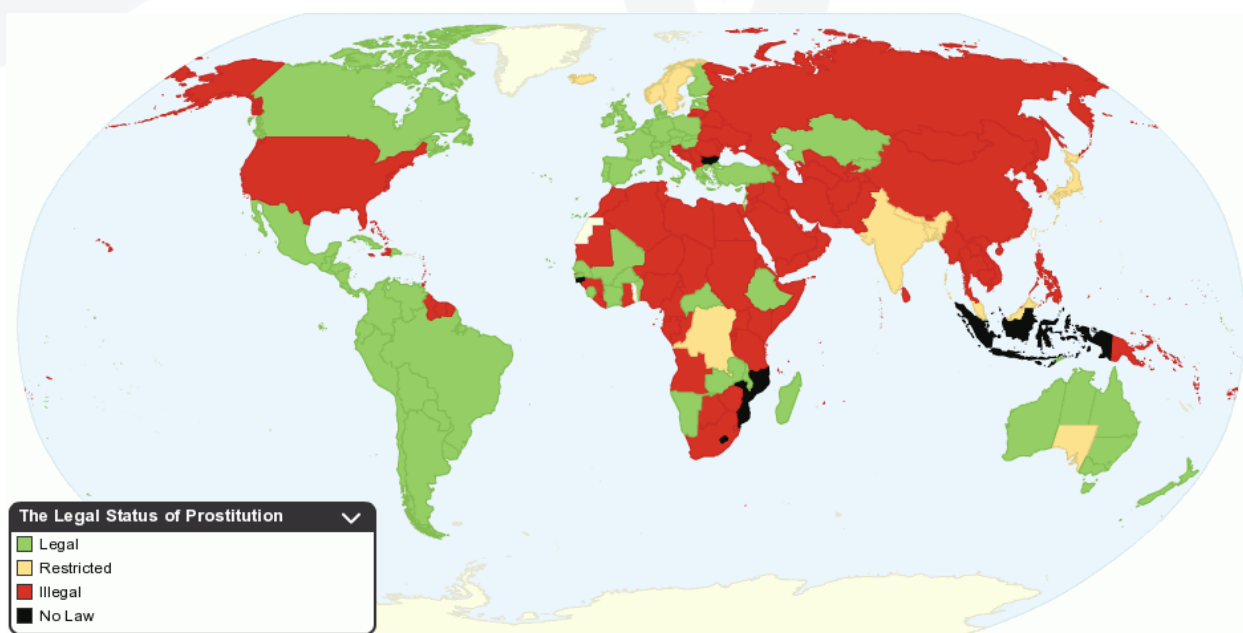 The Legal Status of Prostitution
Legal
Restricted
Illegal
No Law